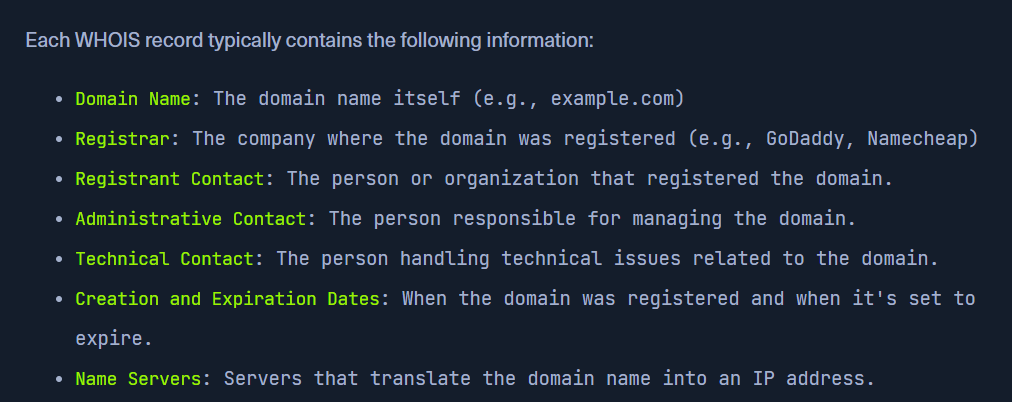 Each WHOIS record typically contains the following information:
• Domain Name: The domain name itself (e.g., example.com)
• Registrar: The company where the domain was registered (e.g., GoDaddy, Namecheap)
• Registrant Contact: The person or organization that registered the domain.
• Administrative Contact: The person responsible for managing the domain.
• Technical Contact: The person handling technical issues related to the domain.
• Creation and Expiration Dates: When the domain was registered and when it's set to
expire.
• Name Servers: Servers that translate the domain name into an IP address.